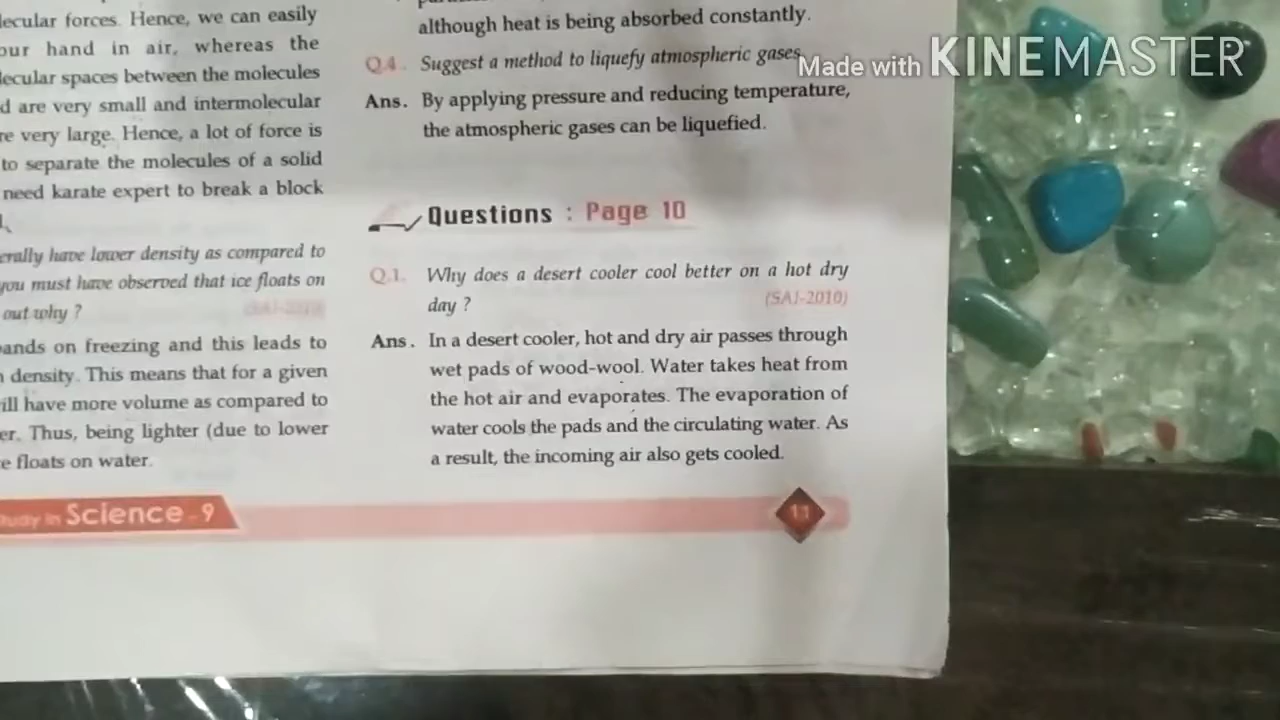 lecular forces. Hence, we can easily
our hand in air, whereas the
lecular spaces between the molecules
d are very small and intermolecular
re very large. Hence, a lot of force is
to separate the molecules of a solid
need karate expert to break a block
erally have lower density as compared to
you must have observed that ice floats on
out why ?
ands on freezing and this leads to
density. This means that for a given
ill have more volume as compared to
er. Thus, being lighter (due to lower
e floats on water.
although heat is being absorbed constantly.
Q.4. Suggest a method to liquefy atmospheric gases
Ans. By applying pressure and reducing temperature,
the atmospheric gases can be liquefied.
Questions : Page 10
Q.1. Why does a desert cooler cool better on a hot dry
day ? (SAI-2010)
Ans. In a desert cooler, hot and dry air passes through
wet pads of wood-wool. Water takes heat from
the hot air and evaporates. The evaporation of
water cools the pads and the circulating water. As
a result, the incoming air also gets cooled.
Study in Science - 9
11
Made with KINEMASTER